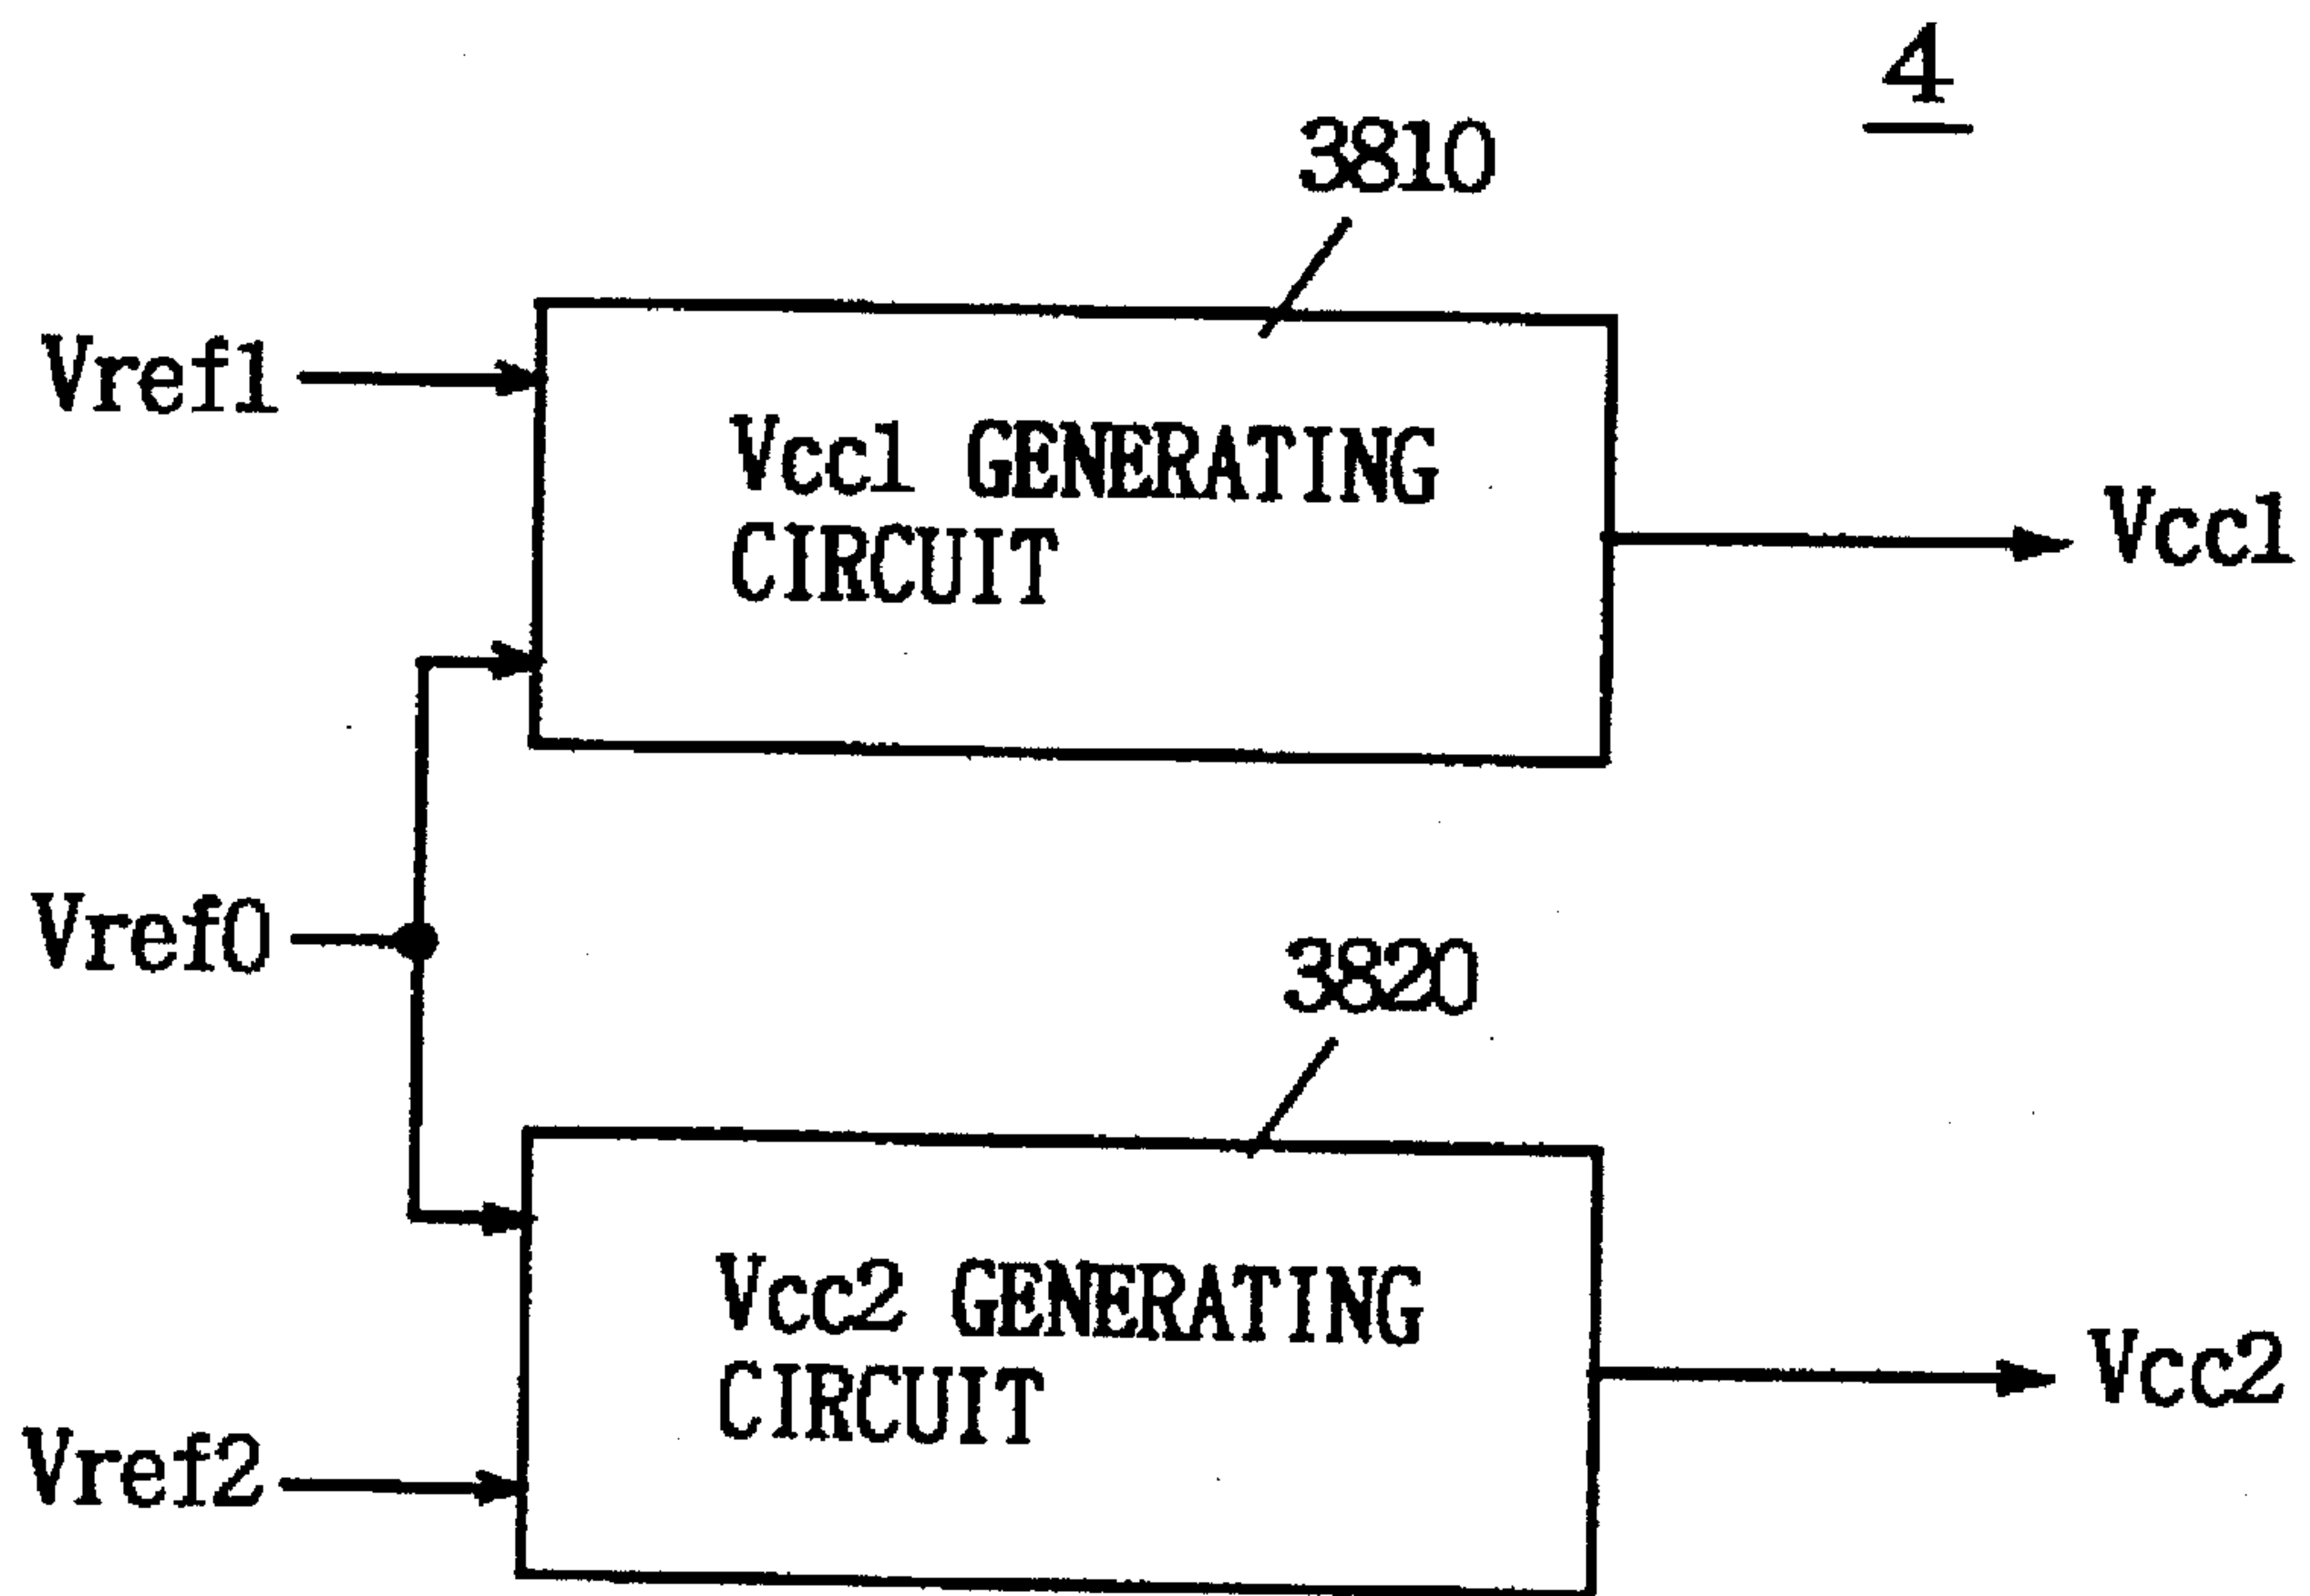 4
3810
Vref1
Vcc1 GENERATING
CIRCUIT
Vcc1
Vref0
3820
Vcc2 GENERATING
CIRCUIT
Vcc2
Vref2